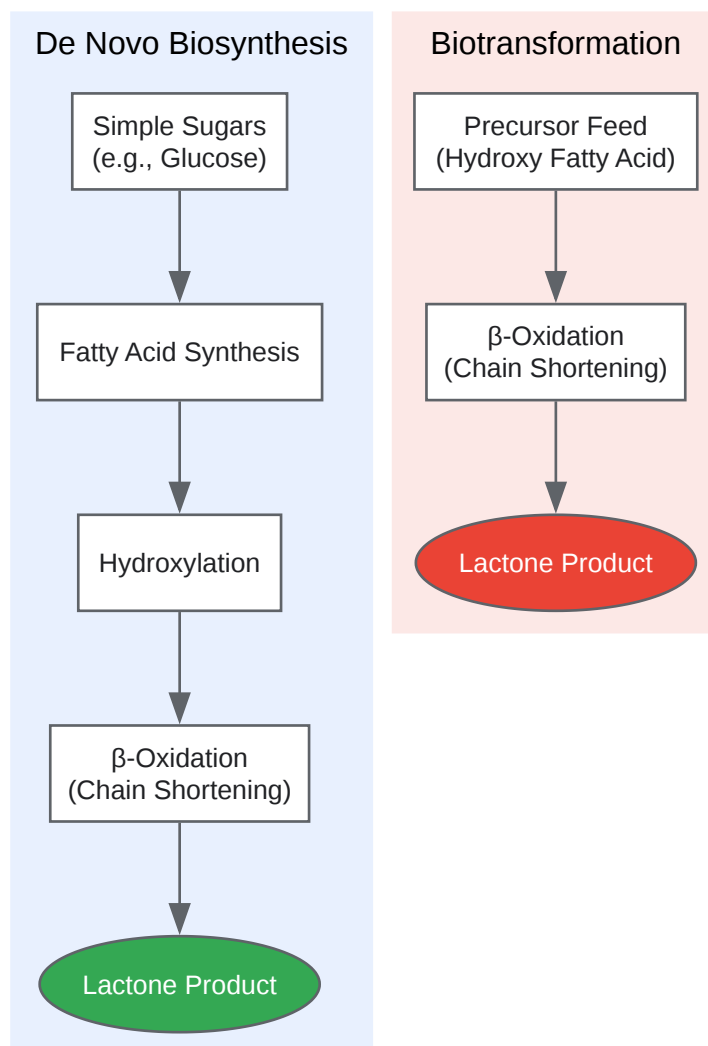 De Novo Biosynthesis
Simple Sugars
(e.g., Glucose)
Fatty Acid Synthesis
Hydroxylation
β-Oxidation
(Chain Shortening)
Lactone Product
Biotransformation
Precursor Feed
(Hydroxy Fatty Acid)
β-Oxidation
(Chain Shortening)
Lactone Product